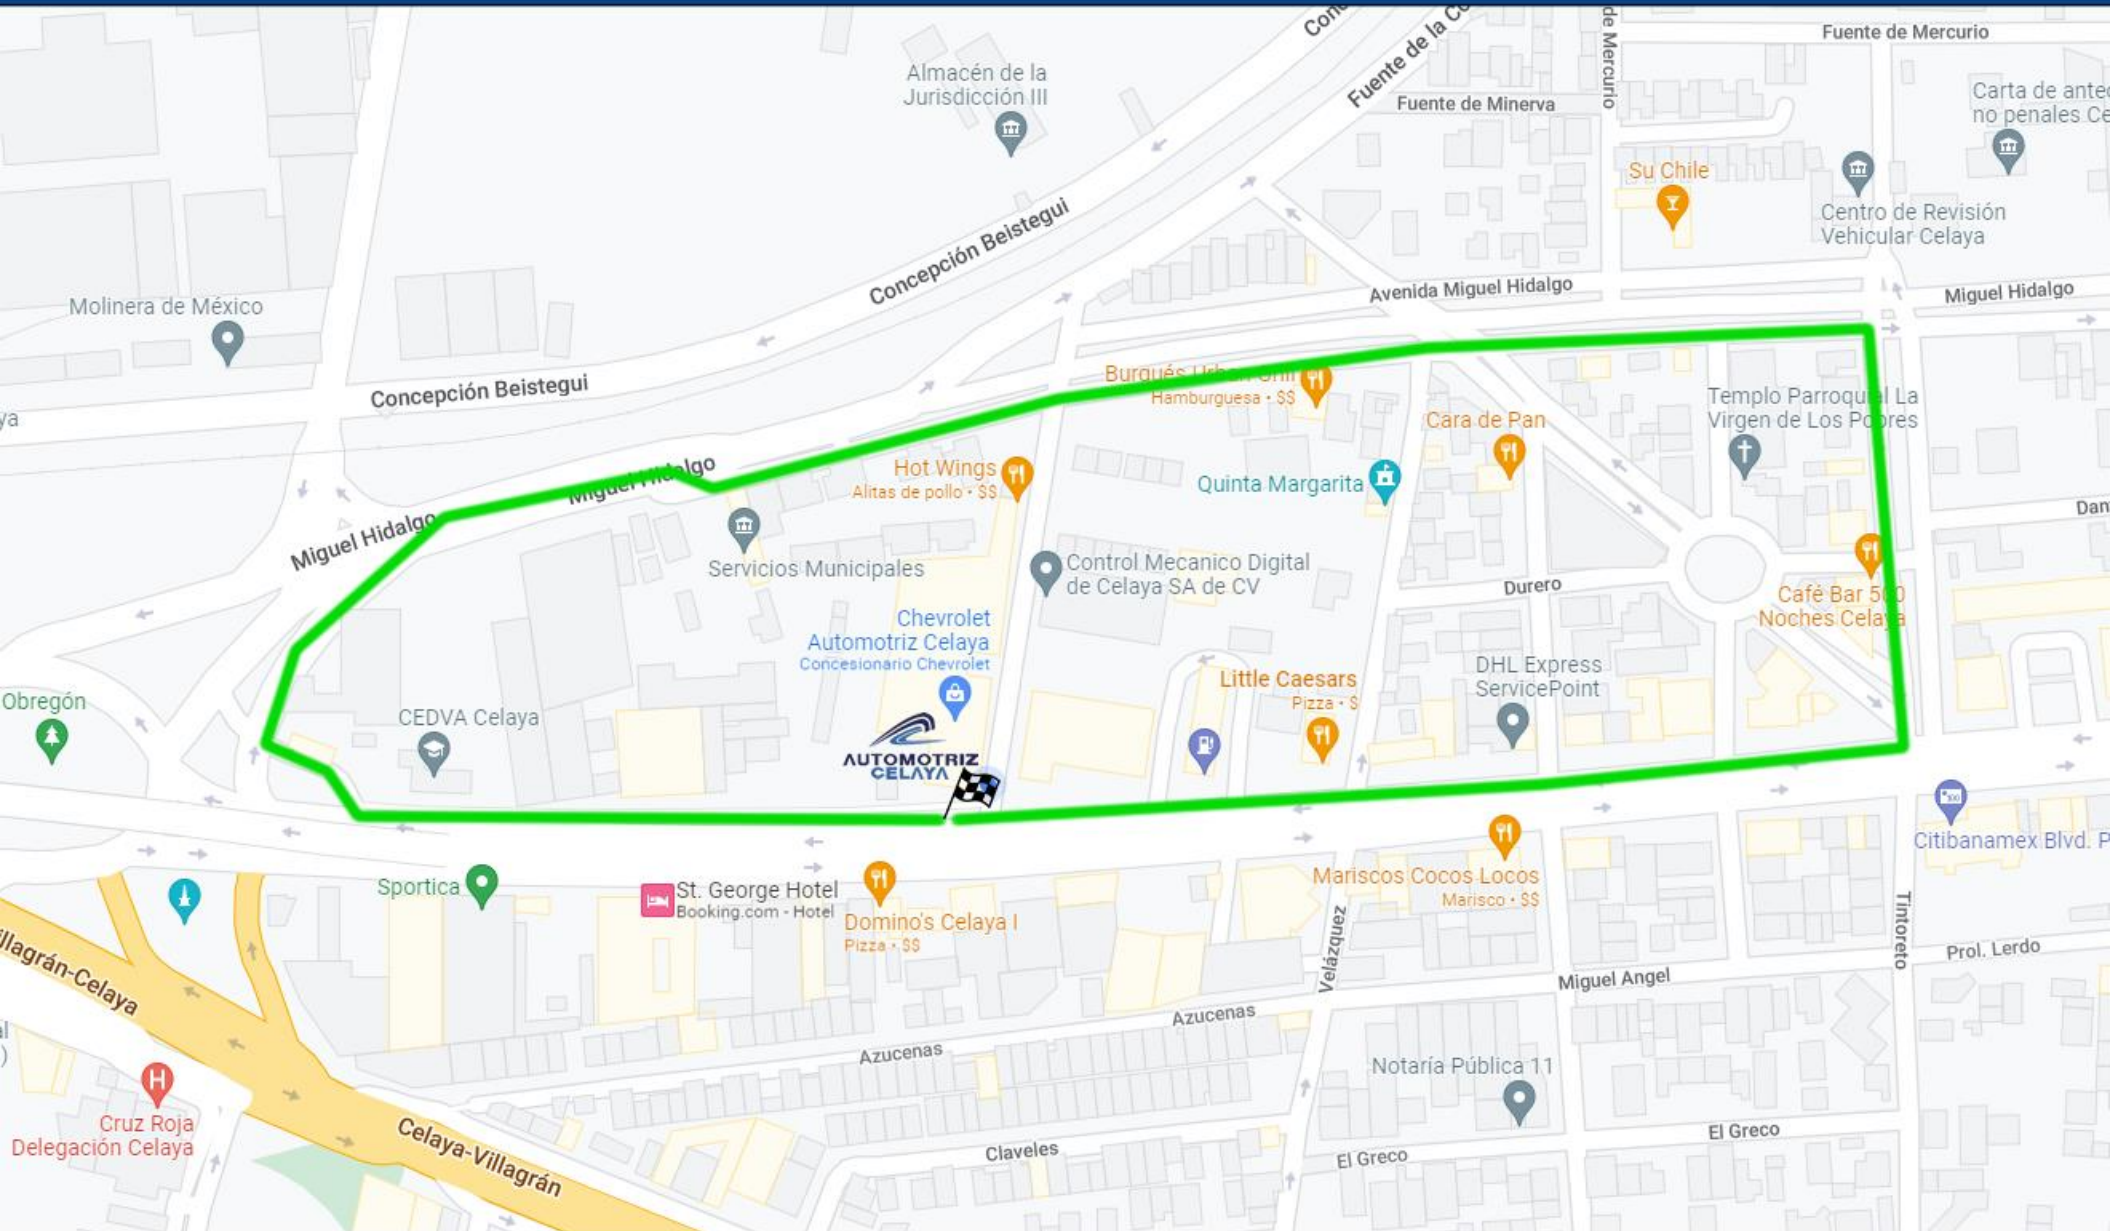 Fuente de la
de Mercurio
Fuente de Mercurio
Almacén de la
Jurisdicción III
Fuente de Minerva
Carta de
no penales
Su Chile
Centro de Revisión
Vehicular Celaya
Concepción Beistegui
Avenida Miguel Hidalgo
Miguel Hidalgo
Molinera de México
Concepción Beistegui
Burgués Urban Grill
Hamburguesa • $$
Templo Parroquial La
Virgen de Los Pobres
Cara de Pan
Miguel Hidalgo
Hot Wings
Alitas de pollo • $$
Quinta Margarita
Miguel Hidalgo
Servicios Municipales
Control Mecanico Digital
de Celaya SA de CV
Durero
Café Bar 500
Noches Celaya
Chevrolet
Automotriz Celaya
Concesionario Chevrolet
Obregón
CEDVA Celaya
Little Caesars
Pizza • $
DHL Express
ServicePoint
AUTOMOTRIZ
CELAYA
Citibanamex Blvd. P
Sportica
St. George Hotel
Booking.com - Hotel
Domino's Celaya I
Pizza • $$
Mariscos Cocos Locos
Marisco • $$
Velázquez
Tintoreto
Prol. Lerdo
Miguel Angel
llagrán-Celaya
Azucenas
Azucenas
Notaría Pública 11
H
Cruz Roja
Delegación Celaya
Celaya-Villagrán
Claveles
El Greco
El Greco